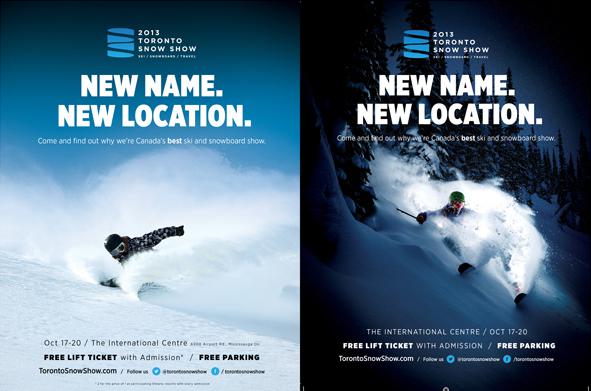 2013
TORONTO
SNOW SHOW
SKI / SNOWBOARD / TRAVEL
NEW NAME.
NEW LOCATION.
Come and find out why we're Canada's best ski and snowboard show.
Oct 17-20 / The International Centre 6900 Airport RD., Mississauga On
FREE LIFT TICKET with Admission* / FREE PARKING
TorontoSnowShow.com / Follow us @torontosnowshow /torontosnowshow
2013
TORONTO
SNOW SHOW
SKI / SNOWBOARD / TRAVEL
NEW NAME.
NEW LOCATION.
Come and find out why we're Canada's best ski and snowboard show.
THE INTERNATIONAL CENTRE / OCT 17-20
FREE LIFT TICKET WITH ADMISSION / FREE PARKING
TorontoSnowShow.com / Follow us @torontosnowshow /torontosnowshow